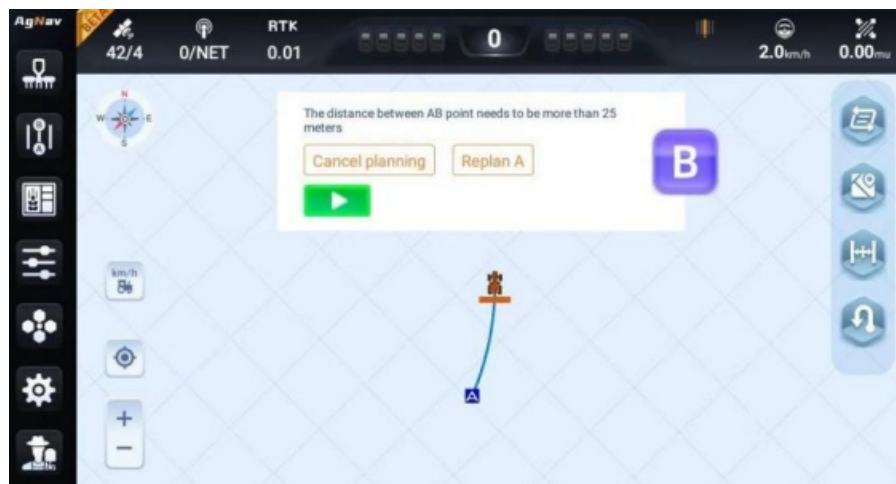 AgNav
BETA
42/4
0/NET
RTK
0.01
0
2.0km/h
0.00mu
N
W
E
S
The distance between AB point needs to be more than 25
meters
Cancel planning
Replan A
B
km/h
A
B
A